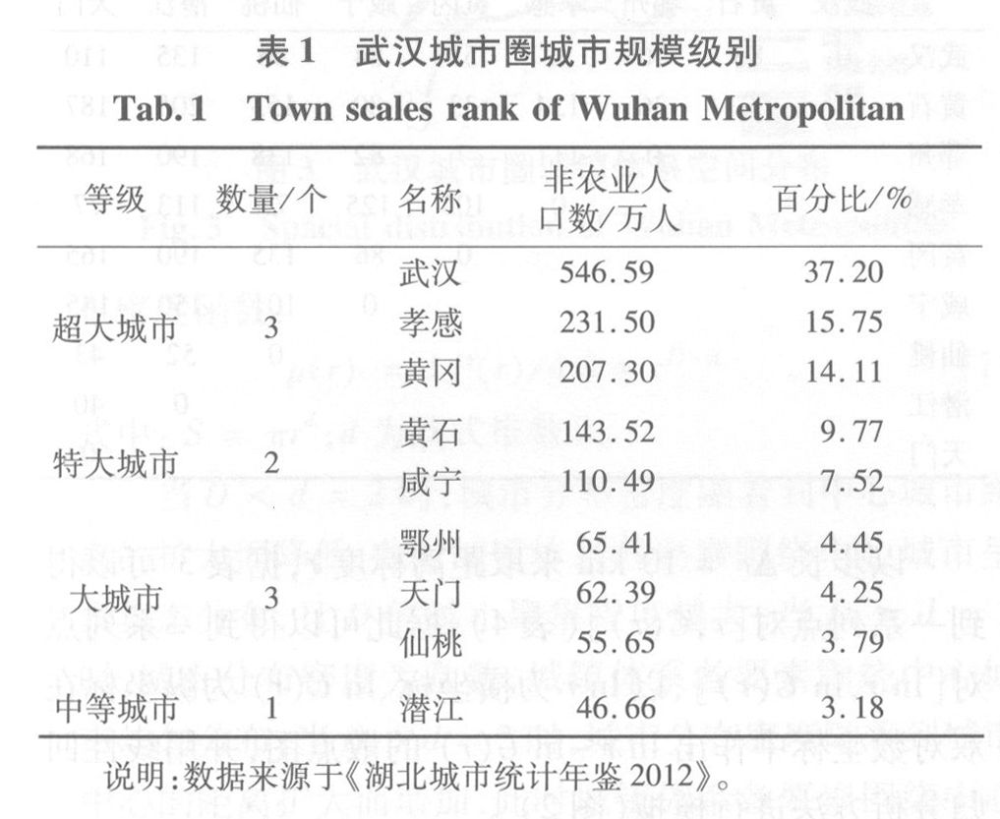 表1 武汉城市圈城市规模级别
Tab.1 Town scales rank of Wuhan Metropolitan
等级 数量/个 名称 非农业人口数/万人 百分比/%
武汉 546.59 37.20
超大城市 3 孝感 231.50 15.75
黄冈 207.30 14.11
黄石 143.52 9.77
特大城市 2
咸宁 110.49 7.52
鄂州 65.41 4.45
大城市 3 天门 62.39 4.25
仙桃 55.65 3.79
中等城市 1 潜江 46.66 3.18
说明:数据来源于《湖北城市统计年鉴2012》。